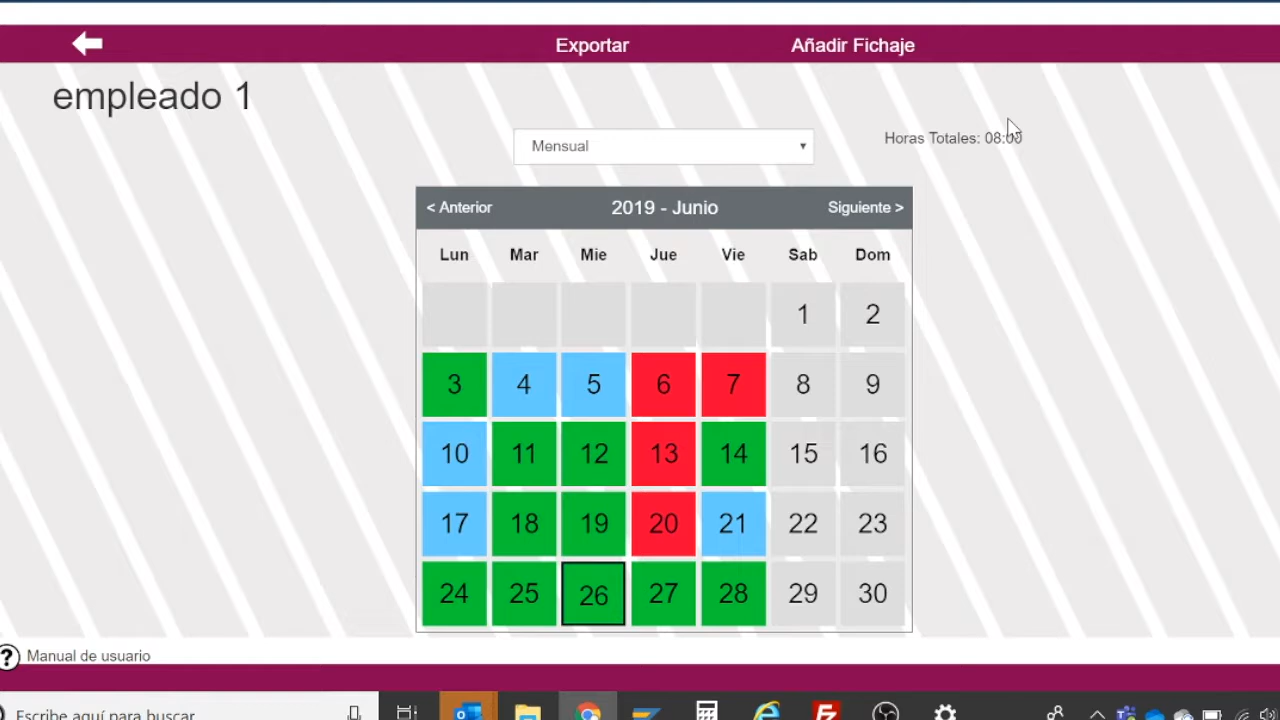 Exportar
Añadir Fichaje
empleado 1
Mensual
Horas Totales: 08:00
< Anterior
2019 - Junio
Siguiente >
Lun Mar Mie Jue Vie Sab Dom
1 2
3 4 5 6 7 8 9
10 11 12 13 14 15 16
17 18 19 20 21 22 23
24 25 26 27 28 29 30
? Manual de usuario
Escribe aquí para buscar